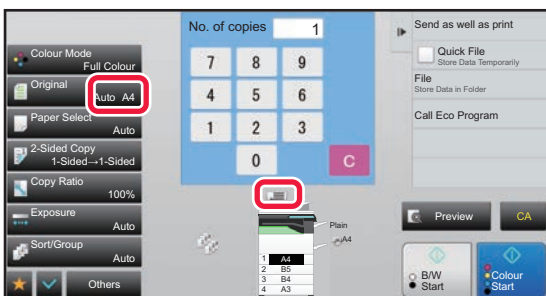 No. of copies 1
Send as well as print
Quick File
Store Data Temporarily
File
Store Data in Folder
Call Eco Program
Colour Mode
Full Colour
Original
Auto A4
Paper Select
Auto
2-Sided Copy
1-Sided→1-Sided
Copy Ratio
100%
Exposure
Auto
Sort/Group
Auto
Others
7 8 9
4 5 6
1 2 3
0 C
Plain
A4
1 A4
2 B5
3 B4
4 A3
Preview CA
B/W
Start
Colour
Start